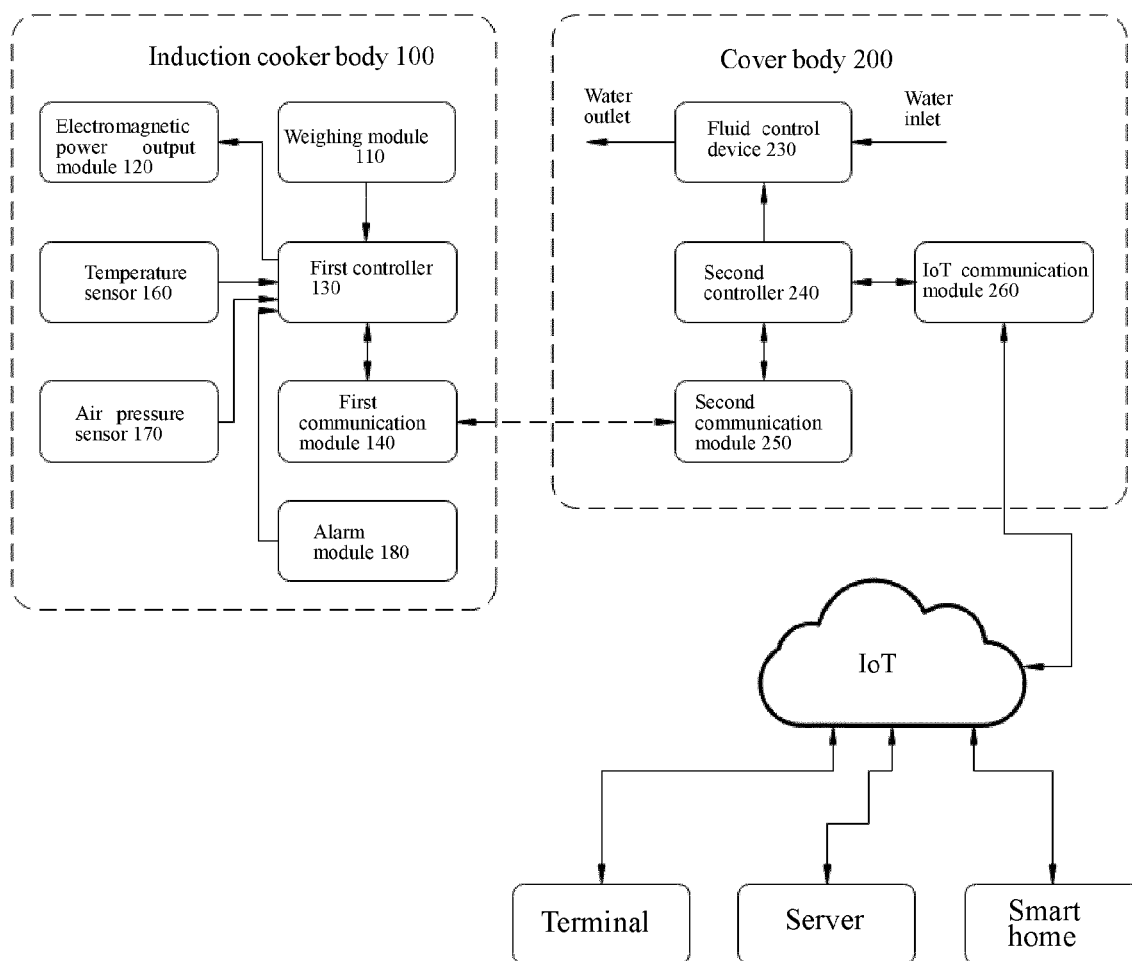 Induction cooker body 100
Electromagnetic
power output
module 120
Weighing module
110
Temperature
sensor 160
First controller
130
Air pressure
sensor 170
First
communication
module 140
Alarm
module 180
Cover body 200
Water
outlet
Fluid control
device 230
Water
inlet
Second
controller 240
IoT communication
module 260
Second
communication
module 250
IoT
Terminal
Server
Smart
home